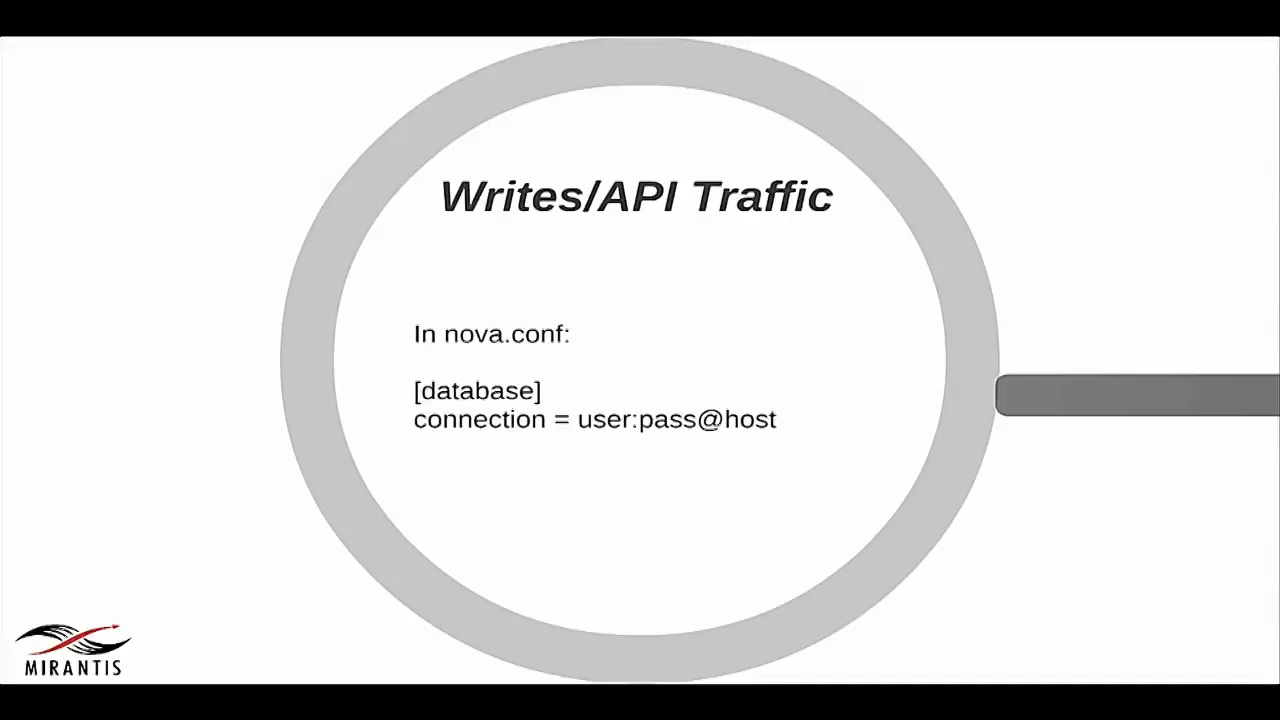 Writes/API Traffic
In nova.conf:
[database]
connection = user:pass@host
MIRANTIS